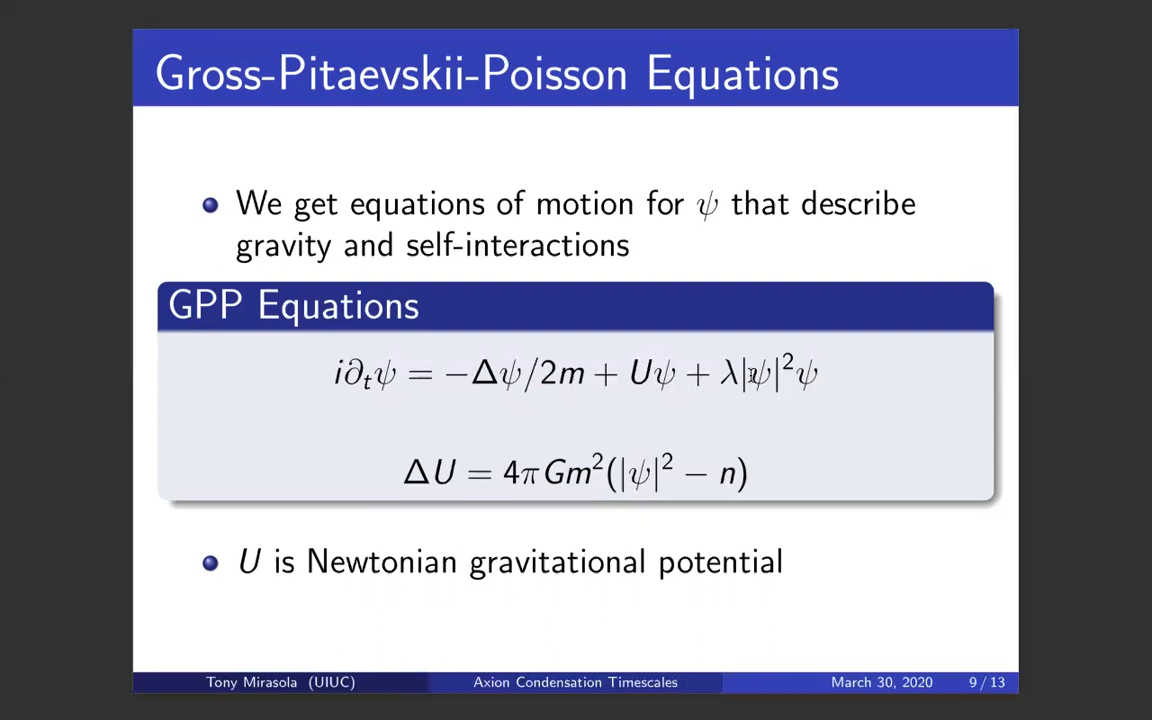 Gross-Pitaevskii-Poisson Equations
We get equations of motion for ψ that describe
gravity and self-interactions
GPP Equations
i∂ₜψ = −Δψ/2m + Uψ + λ|ψ|²ψ
ΔU = 4πGm²(|ψ|² − n)
U is Newtonian gravitational potential
Tony Mirasola (UIUC) Axion Condensation Timescales March 30, 2020 9 / 13